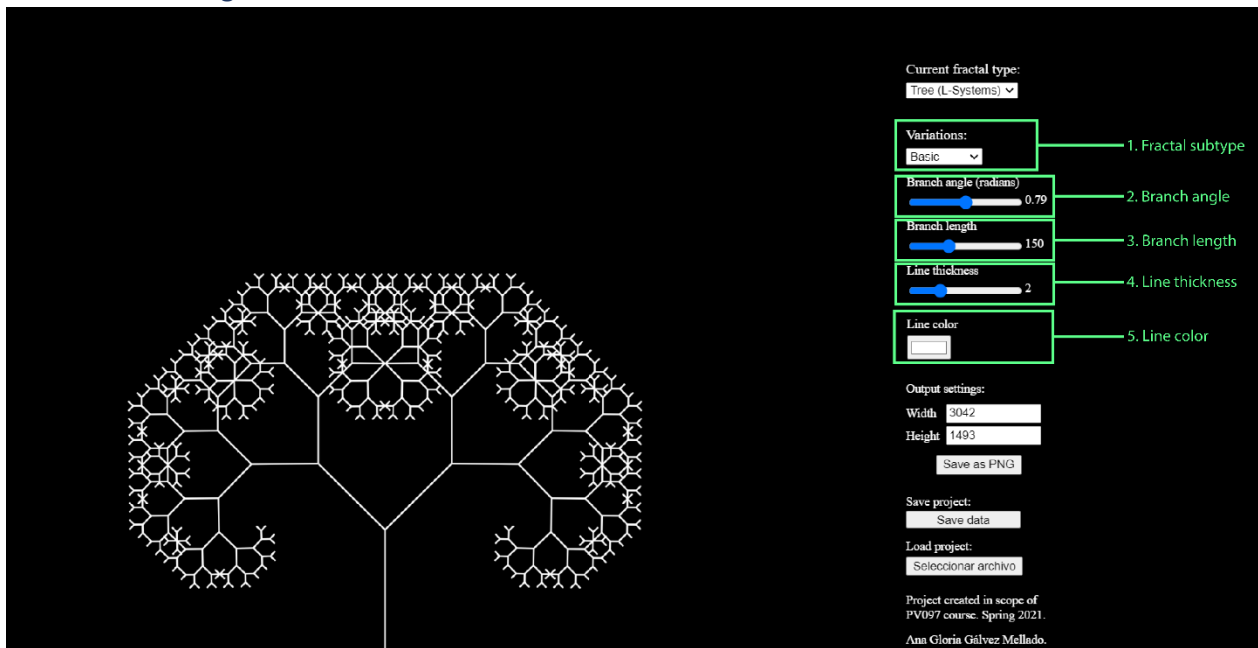 Current fractal type:
Tree (L-Systems)
Variations:
Basic
1. Fractal subtype
Branch angle (radians)
0.79
2. Branch angle
Branch length
150
3. Branch length
Line thickness
2
4. Line thickness
Line color
5. Line color
Output settings:
Width 3042
Height 1493
Save as PNG
Save project:
Save data
Load project:
Seleccionar archivo
Project created in scope of
PV097 course. Spring 2021.
Ana Gloria Gálvez Mellado.